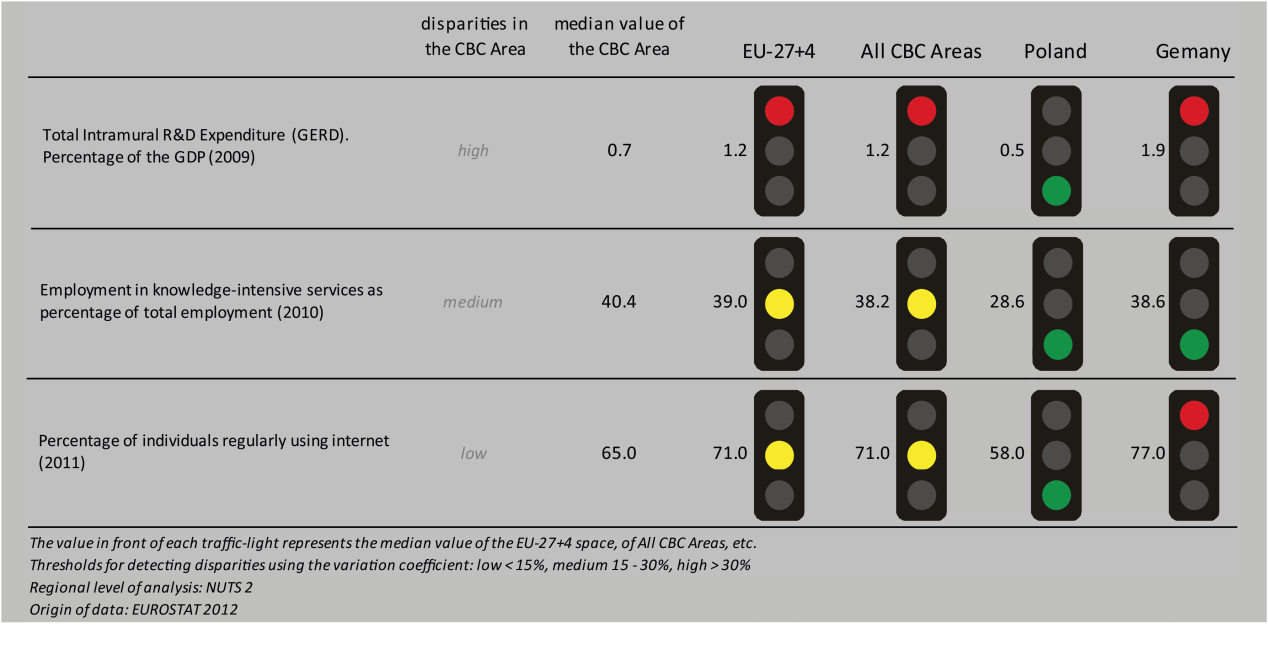 disparities in
the CBC Area
median value of
the CBC Area
EU-27+4
All CBC Areas
Poland
Gemany
Total Intramural R&D Expenditure (GERD).
Percentage of the GDP (2009)
high
0.7
1.2
1.2
0.5
1.9
Employment in knowledge-intensive services as
percentage of total employment (2010)
medium
40.4
39.0
38.2
28.6
38.6
Percentage of individuals regularly using internet
(2011)
low
65.0
71.0
71.0
58.0
77.0
The value in front of each traffic-light represents the median value of the EU-27+4 space, of All CBC Areas, etc.
Thresholds for detecting disparities using the variation coefficient: low < 15%, medium 15 - 30%, high > 30%
Regional level of analysis: NUTS 2
Origin of data: EUROSTAT 2012